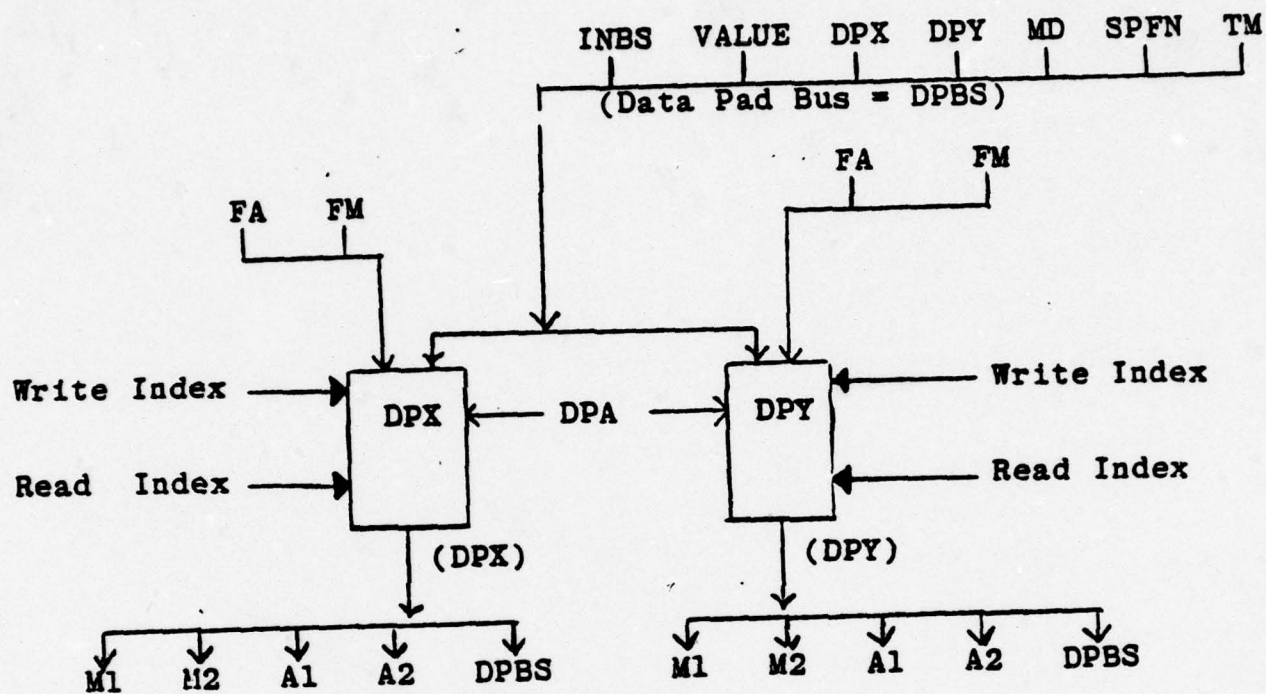 INBS VALUE DPX DPY MD SPFN TM
(Data Pad Bus = DPBS)
FA FM
FA FM
Write Index
DPX
DPA
DPY
Write Index
Read Index
Read Index
(DPX)
(DPY)
M1 M2 A1 A2 DPBS
M1 M2 A1 A2 DPBS